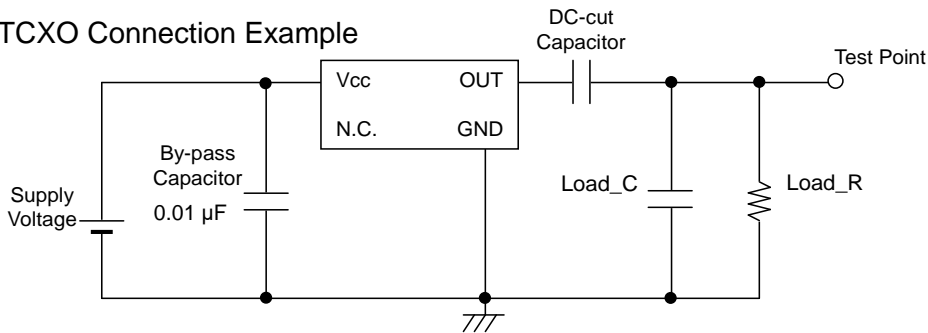 TCXO Connection Example
DC-cut
Capacitor
Test Point
Vcc
OUT
N.C.
GND
By-pass
Capacitor
0.01 µF
Supply
Voltage
Load_C
Load_R